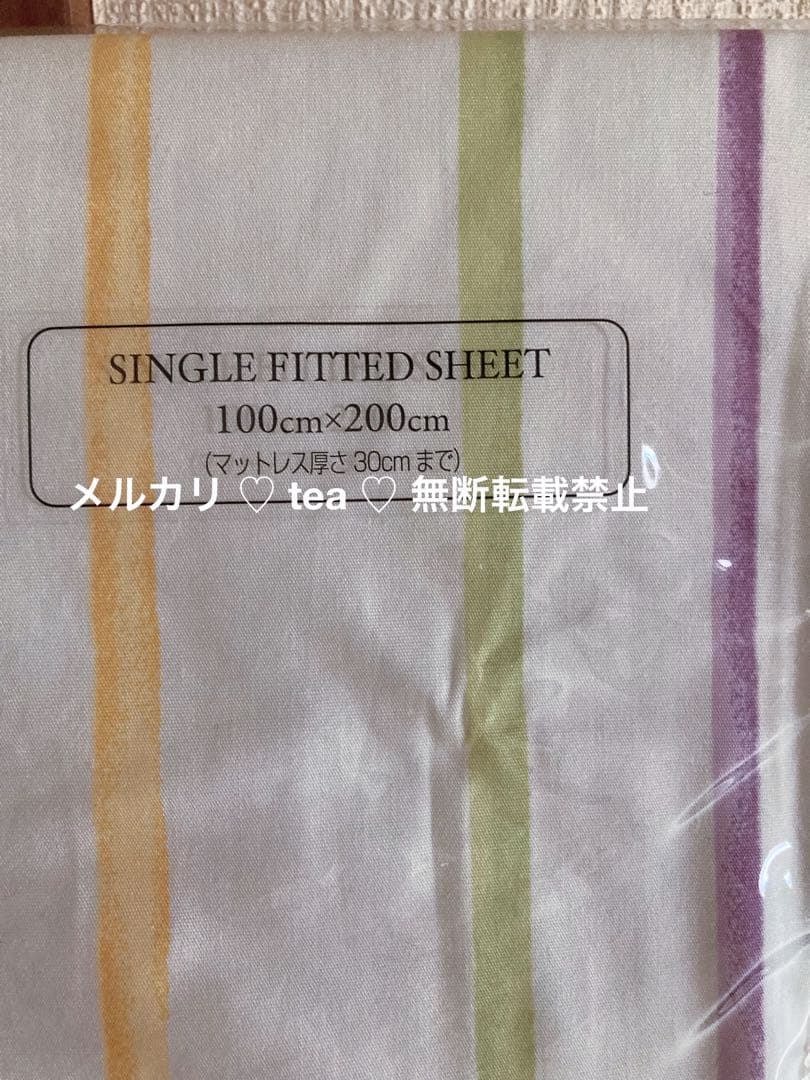 SINGLE FITTED SHEET
100cm×200cm
(マットレス厚さ30cmまで)
メルカリ ♡ tea ♡ 無断転載禁止